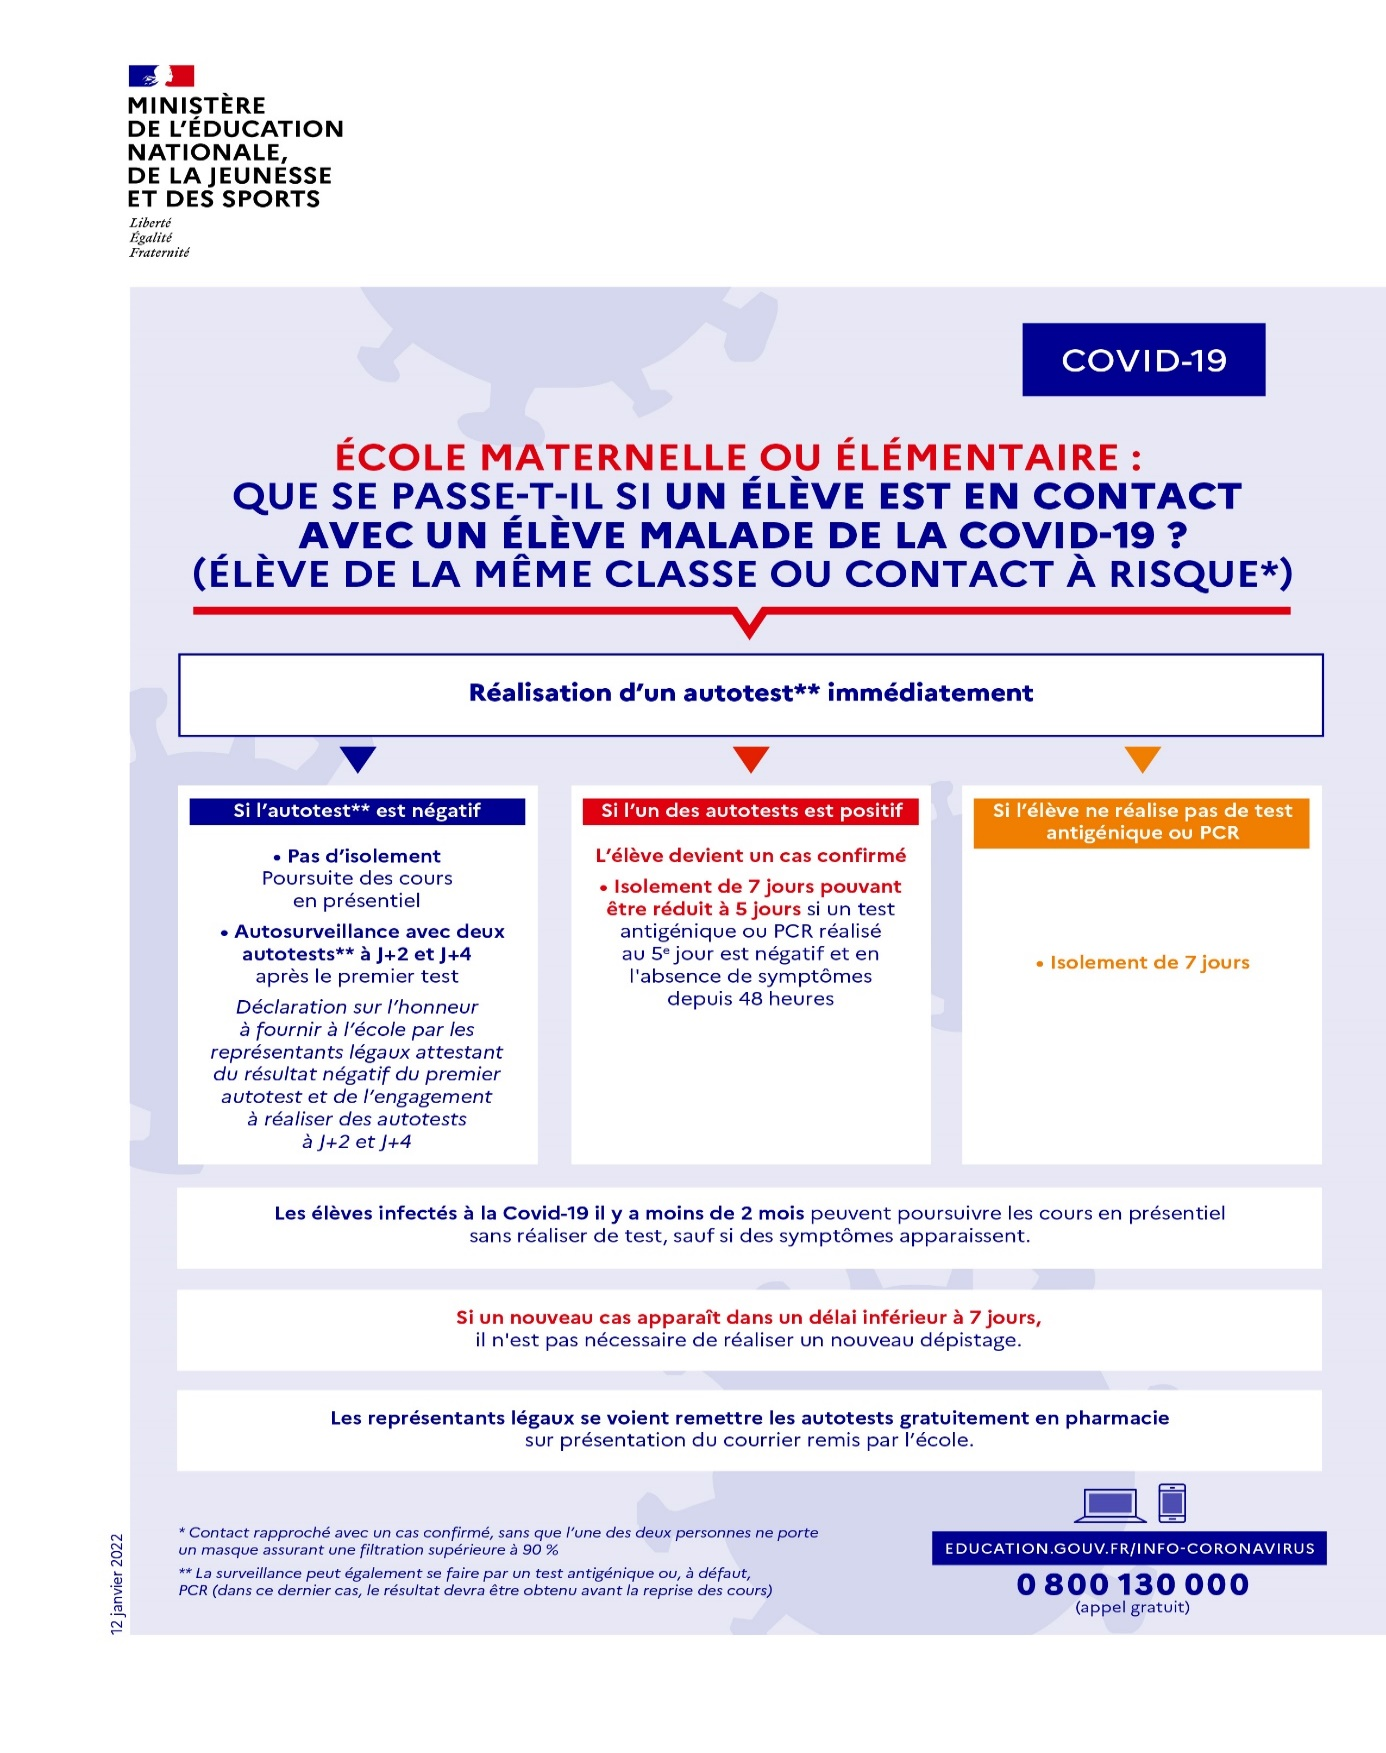 MINISTÈRE
DE L'ÉDUCATION
NATIONALE,
DE LA JEUNESSE
ET DES SPORTS
Liberté
Égalité
Fraternité
COVID-19
ÉCOLE MATERNELLE OU ÉLÉMENTAIRE :
QUE SE PASSE-T-IL SI UN ÉLÈVE EST EN CONTACT
AVEC UN ÉLÈVE MALADE DE LA COVID-19 ?
(ÉLÈVE DE LA MÊME CLASSE OU CONTACT À RISQUE*)
Réalisation d'un autotest** immédiatement
Si l'autotest** est négatif
• Pas d'isolement
Poursuite des cours
en présentiel
• Autosurveillance avec deux
autotests** à J+2 et J+4
après le premier test
Déclaration sur l'honneur
à fournir à l'école par les
représentants légaux attestant
du résultat négatif du premier
autotest et de l'engagement
à réaliser des autotests
à J+2 et J+4
Si l'un des autotests est positif
L'élève devient un cas confirmé
• Isolement de 7 jours pouvant
être réduit à 5 jours si un test
antigénique ou PCR réalisé
au 5e jour est négatif et en
l'absence de symptômes
depuis 48 heures
Si l'élève ne réalise pas de test
antigénique ou PCR
• Isolement de 7 jours
Les élèves infectés à la Covid-19 il y a moins de 2 mois peuvent poursuivre les cours en présentiel
sans réaliser de test, sauf si des symptômes apparaissent.
Si un nouveau cas apparaît dans un délai inférieur à 7 jours,
il n'est pas nécessaire de réaliser un nouveau dépistage.
Les représentants légaux se voient remettre les autotests gratuitement en pharmacie
sur présentation du courrier remis par l'école.
* Contact rapproché avec un cas confirmé, sans que l'une des deux personnes ne porte
un masque assurant une filtration supérieure à 90 %
** La surveillance peut également se faire par un test antigénique ou, à défaut,
PCR (dans ce dernier cas, le résultat devra être obtenu avant la reprise des cours)
EDUCATION.GOUV.FR/INFO-CORONAVIRUS
0 800 130 000
(appel gratuit)
12 janvier 2022